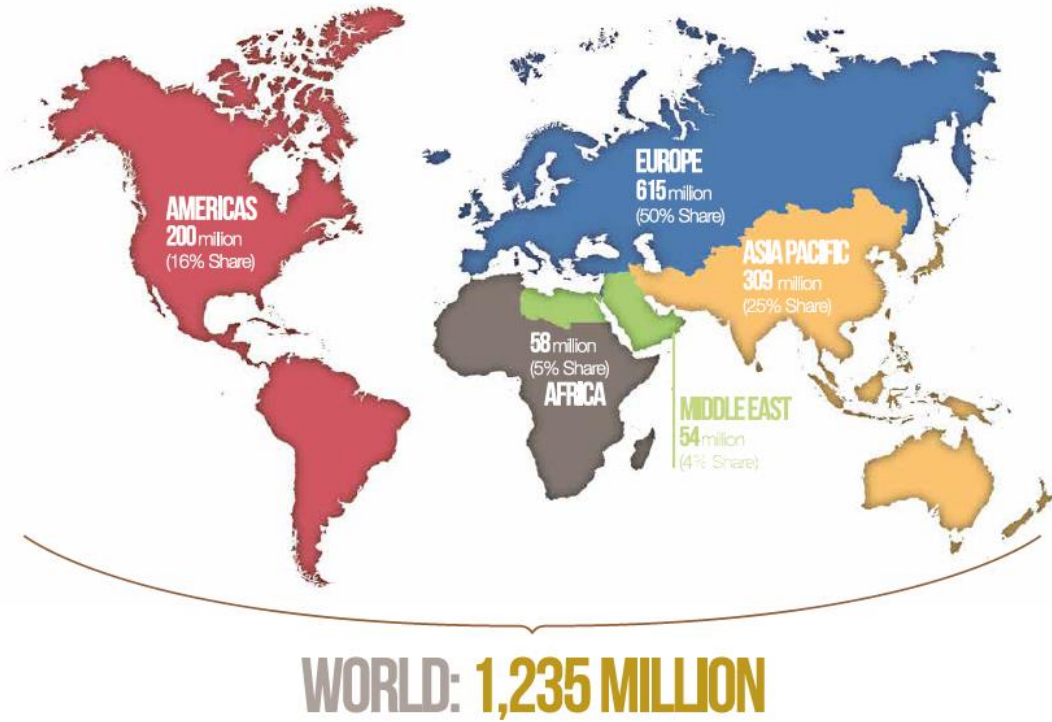 AMERICAS
200 million
(16% Share)
EUROPE
615 million
(50% Share)
ASIA PACIFIC
309 million
(25% Share)
58 million
(5% Share)
AFRICA
MIDDLE EAST
54 million
(4% Share)
WORLD: 1,235 MILLION